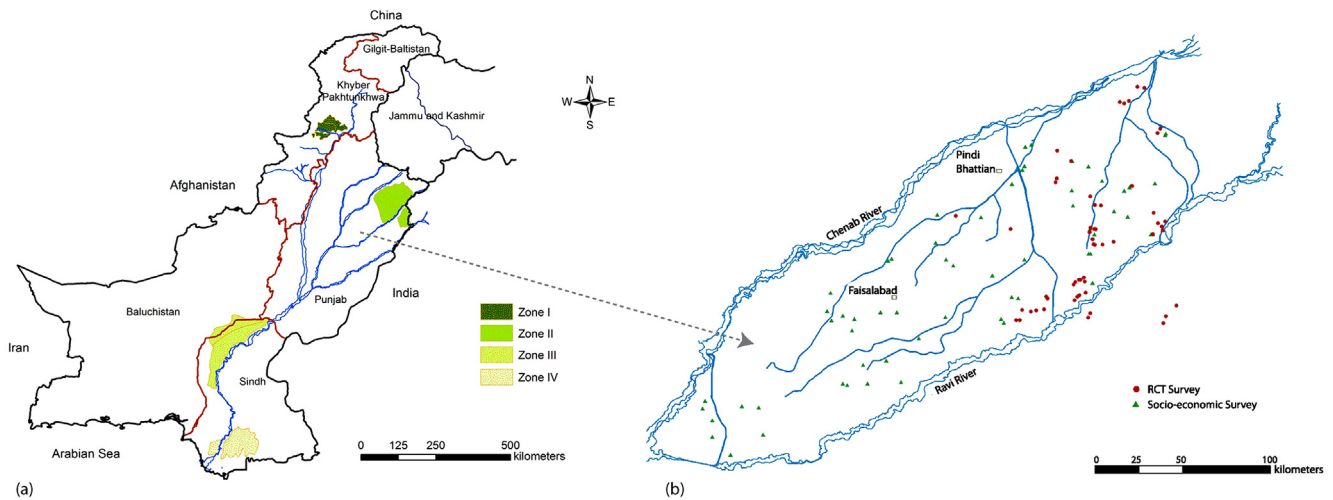 China
Gilgit-Baltistan
Khyber
Pakhtunkhwa
Jammu and Kashmir
N
W E
S
Afghanistan
Punjab
India
Baluchistan
Iran
Sindh
Arabian Sea
Zone I
Zone II
Zone III
Zone IV
0 125 250 500
kilometers
(a)
Pindi
Bhattian
Chenab River
Faisalabad
Ravi River
RCT Survey
Socio-economic Survey
0 25 50 100
kilometers
(b)